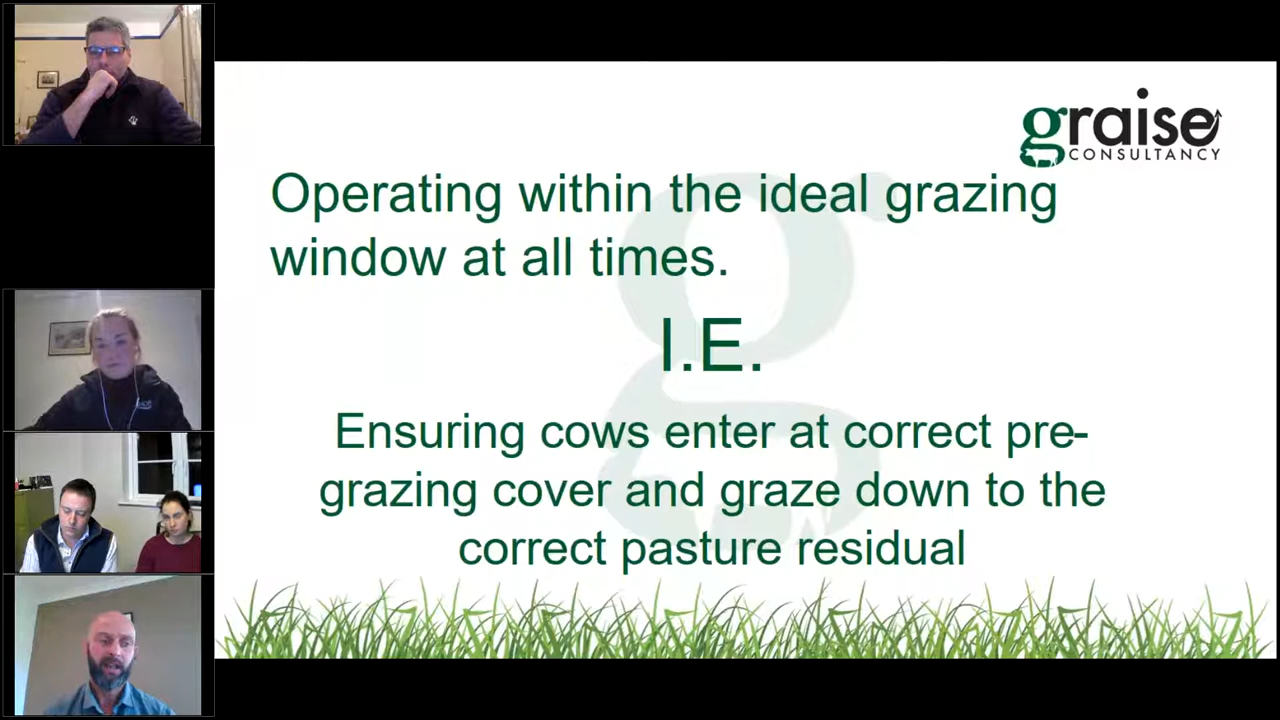 graise
CONSULTANCY
Operating within the ideal grazing
window at all times.
I.E.
Ensuring cows enter at correct pre-
grazing cover and graze down to the
correct pasture residual